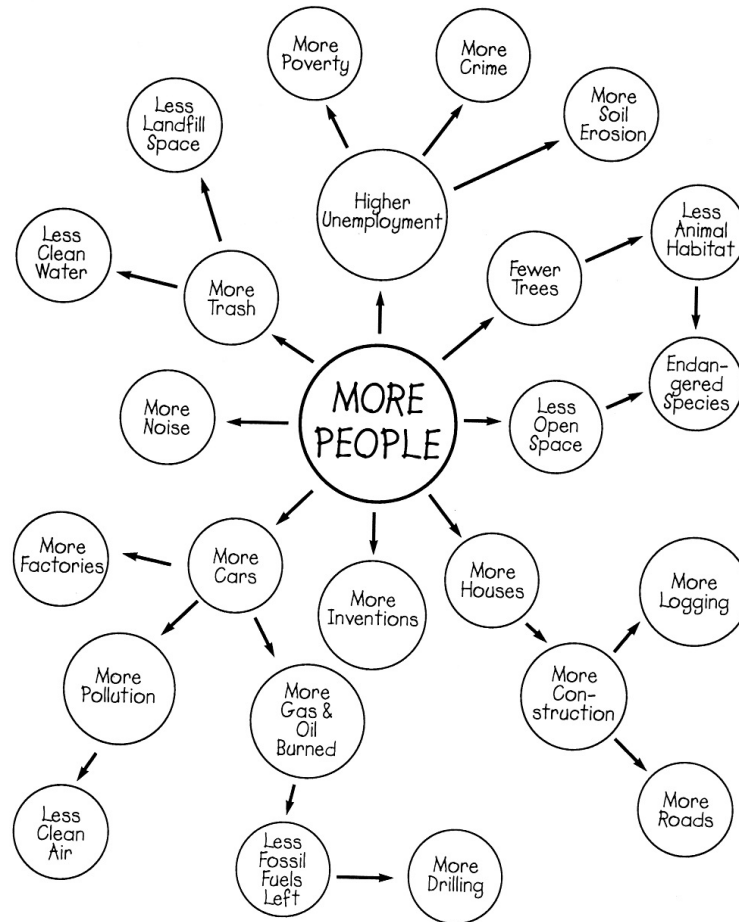 More
Poverty
More
Crime
More
Soil
Erosion
Less
Landfill
Space
Higher
Unemployment
Less
Animal
Habitat
Less
Clean
Water
More
Trash
Fewer
Trees
MORE
PEOPLE
Endan-
gered
Species
More
Noise
Less
Open
Space
More
Factories
More
Cars
More
Inventions
More
Houses
More
Logging
More
Pollution
More
Gas &
Oil
Burned
More
Con-
struction
Less
Clean
Air
Less
Fossil
Fuels
Left
More
Drilling
More
Roads